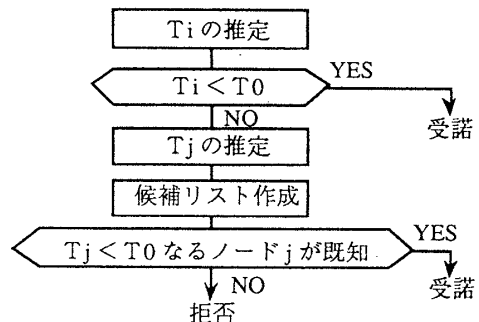 Tiの推定
Ti<T0
YES
受諾
NO
Tjの推定
候補リスト作成
Tj<T0なるノードjが既知
YES
受諾
NO
拒否